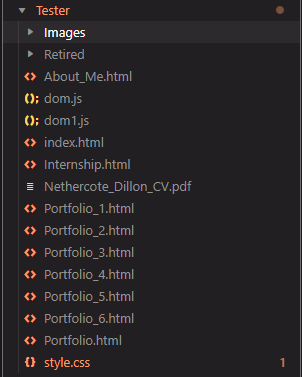 Tester
Images
Retired
About_Me.html
dom.js
dom1.js
index.html
Internship.html
Nethercote_Dillon_CV.pdf
Portfolio_1.html
Portfolio_2.html
Portfolio_3.html
Portfolio_4.html
Portfolio_5.html
Portfolio_6.html
Portfolio.html
style.css 1